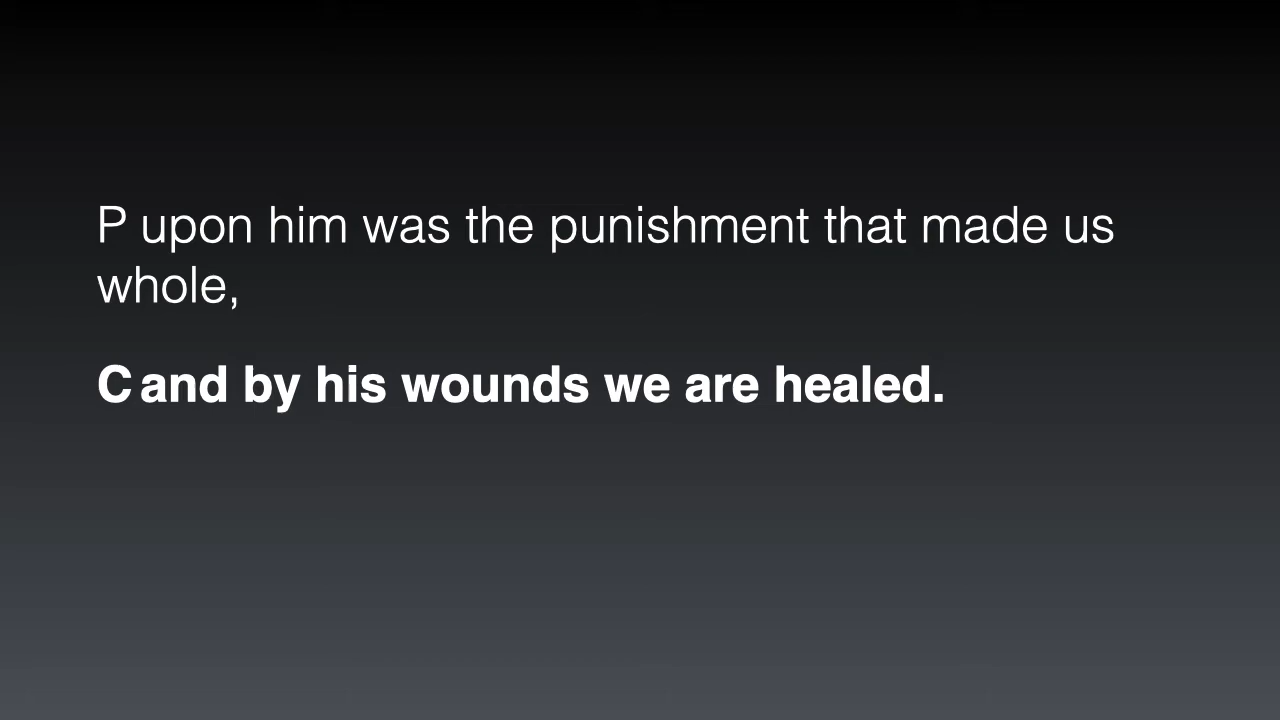 P upon him was the punishment that made us
whole,
C and by his wounds we are healed.